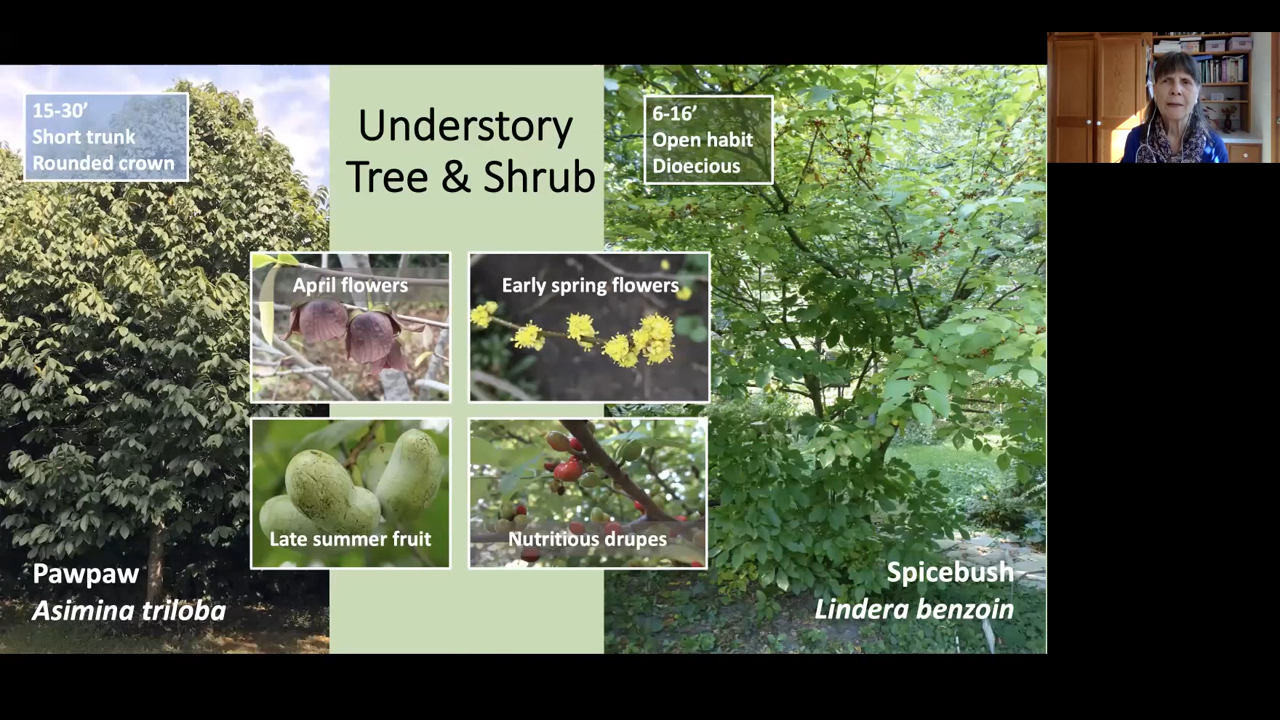 15-30’
Short trunk
Rounded crown
Understory
Tree & Shrub
6-16’
Open habit
Dioecious
April flowers
Early spring flowers
Late summer fruit
Nutritious drupes
Pawpaw
Asimina triloba
Spicebush
Lindera benzoin